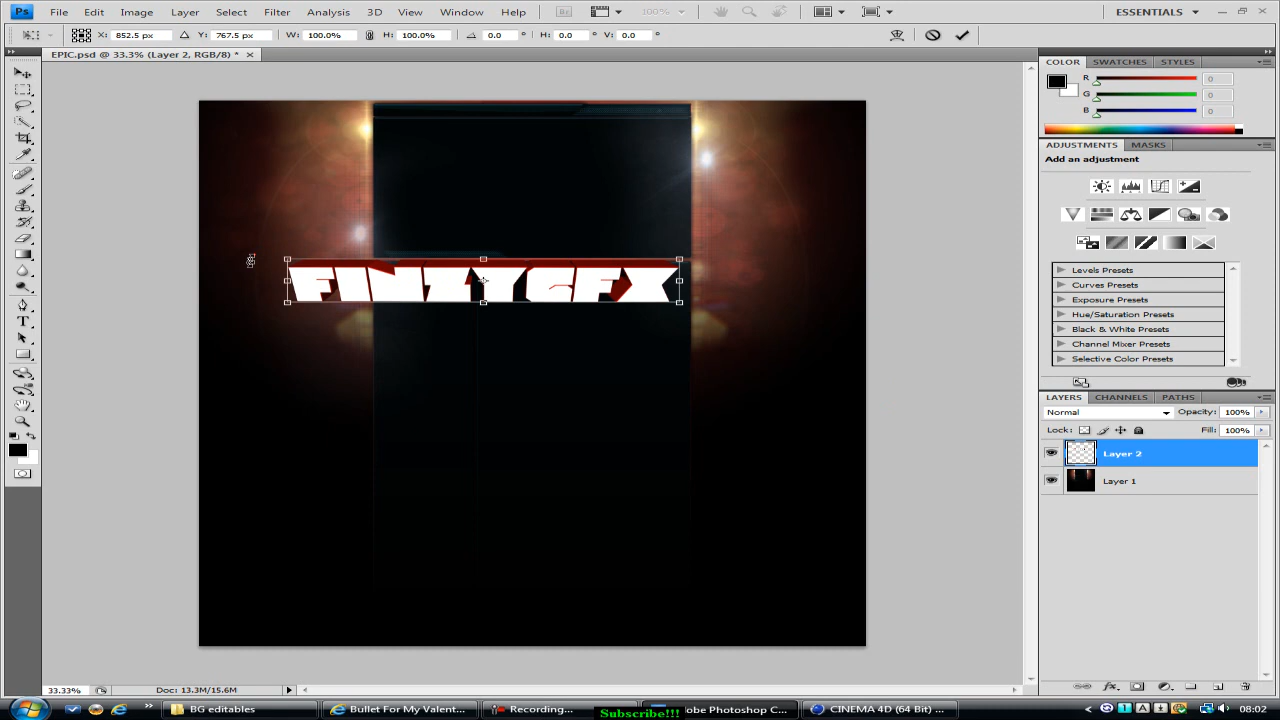 Ps File Edit Image Layer Select Filter Analysis 3D View Window Help Br 100% ESSENTIALS
X: 852.5 px Y: 767.5 px W: 100.0% H: 100.0% 0.0 ° H: 0.0 ° V: 0.0 °
EPIC.psd @ 33.3% (Layer 2, RGB/8) *
COLOR SWATCHES STYLES
R 0
G 0
B 0
ADJUSTMENTS MASKS
Add an adjustment
Levels Presets
Curves Presets
Exposure Presets
Hue/Saturation Presets
Black & White Presets
Channel Mixer Presets
Selective Color Presets
LAYERS CHANNELS PATHS
Normal Opacity: 100%
Lock: Fill: 100%
Layer 2
Layer 1
FINLYGFX
33.33% Doc: 13.3M/15.6M
BG editables Bullet For My Valent... Recording... dobe Photoshop C... CINEMA 4D (64 Bit) ... 08:02
Subscribe!!!